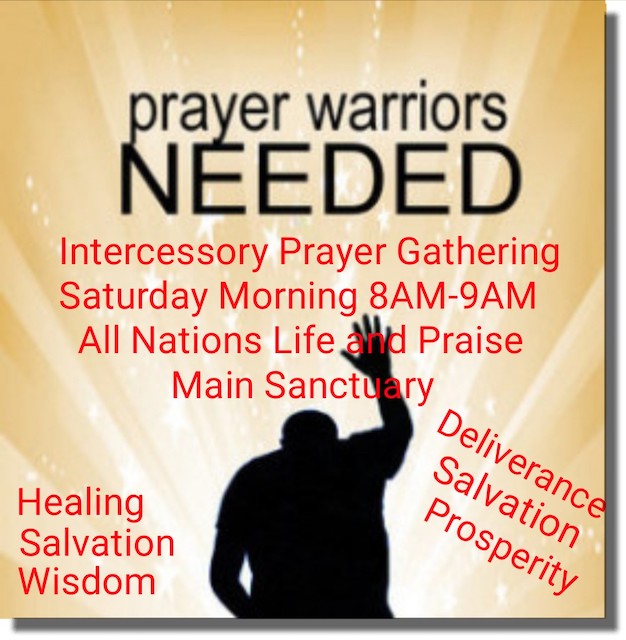 prayer warriors
NEEDED
Intercessory Prayer Gathering
Saturday Morning 8AM-9AM
All Nations Life and Praise
Main Sanctuary
Healing
Salvation
Wisdom
Deliverance
Salvation
Prosperity